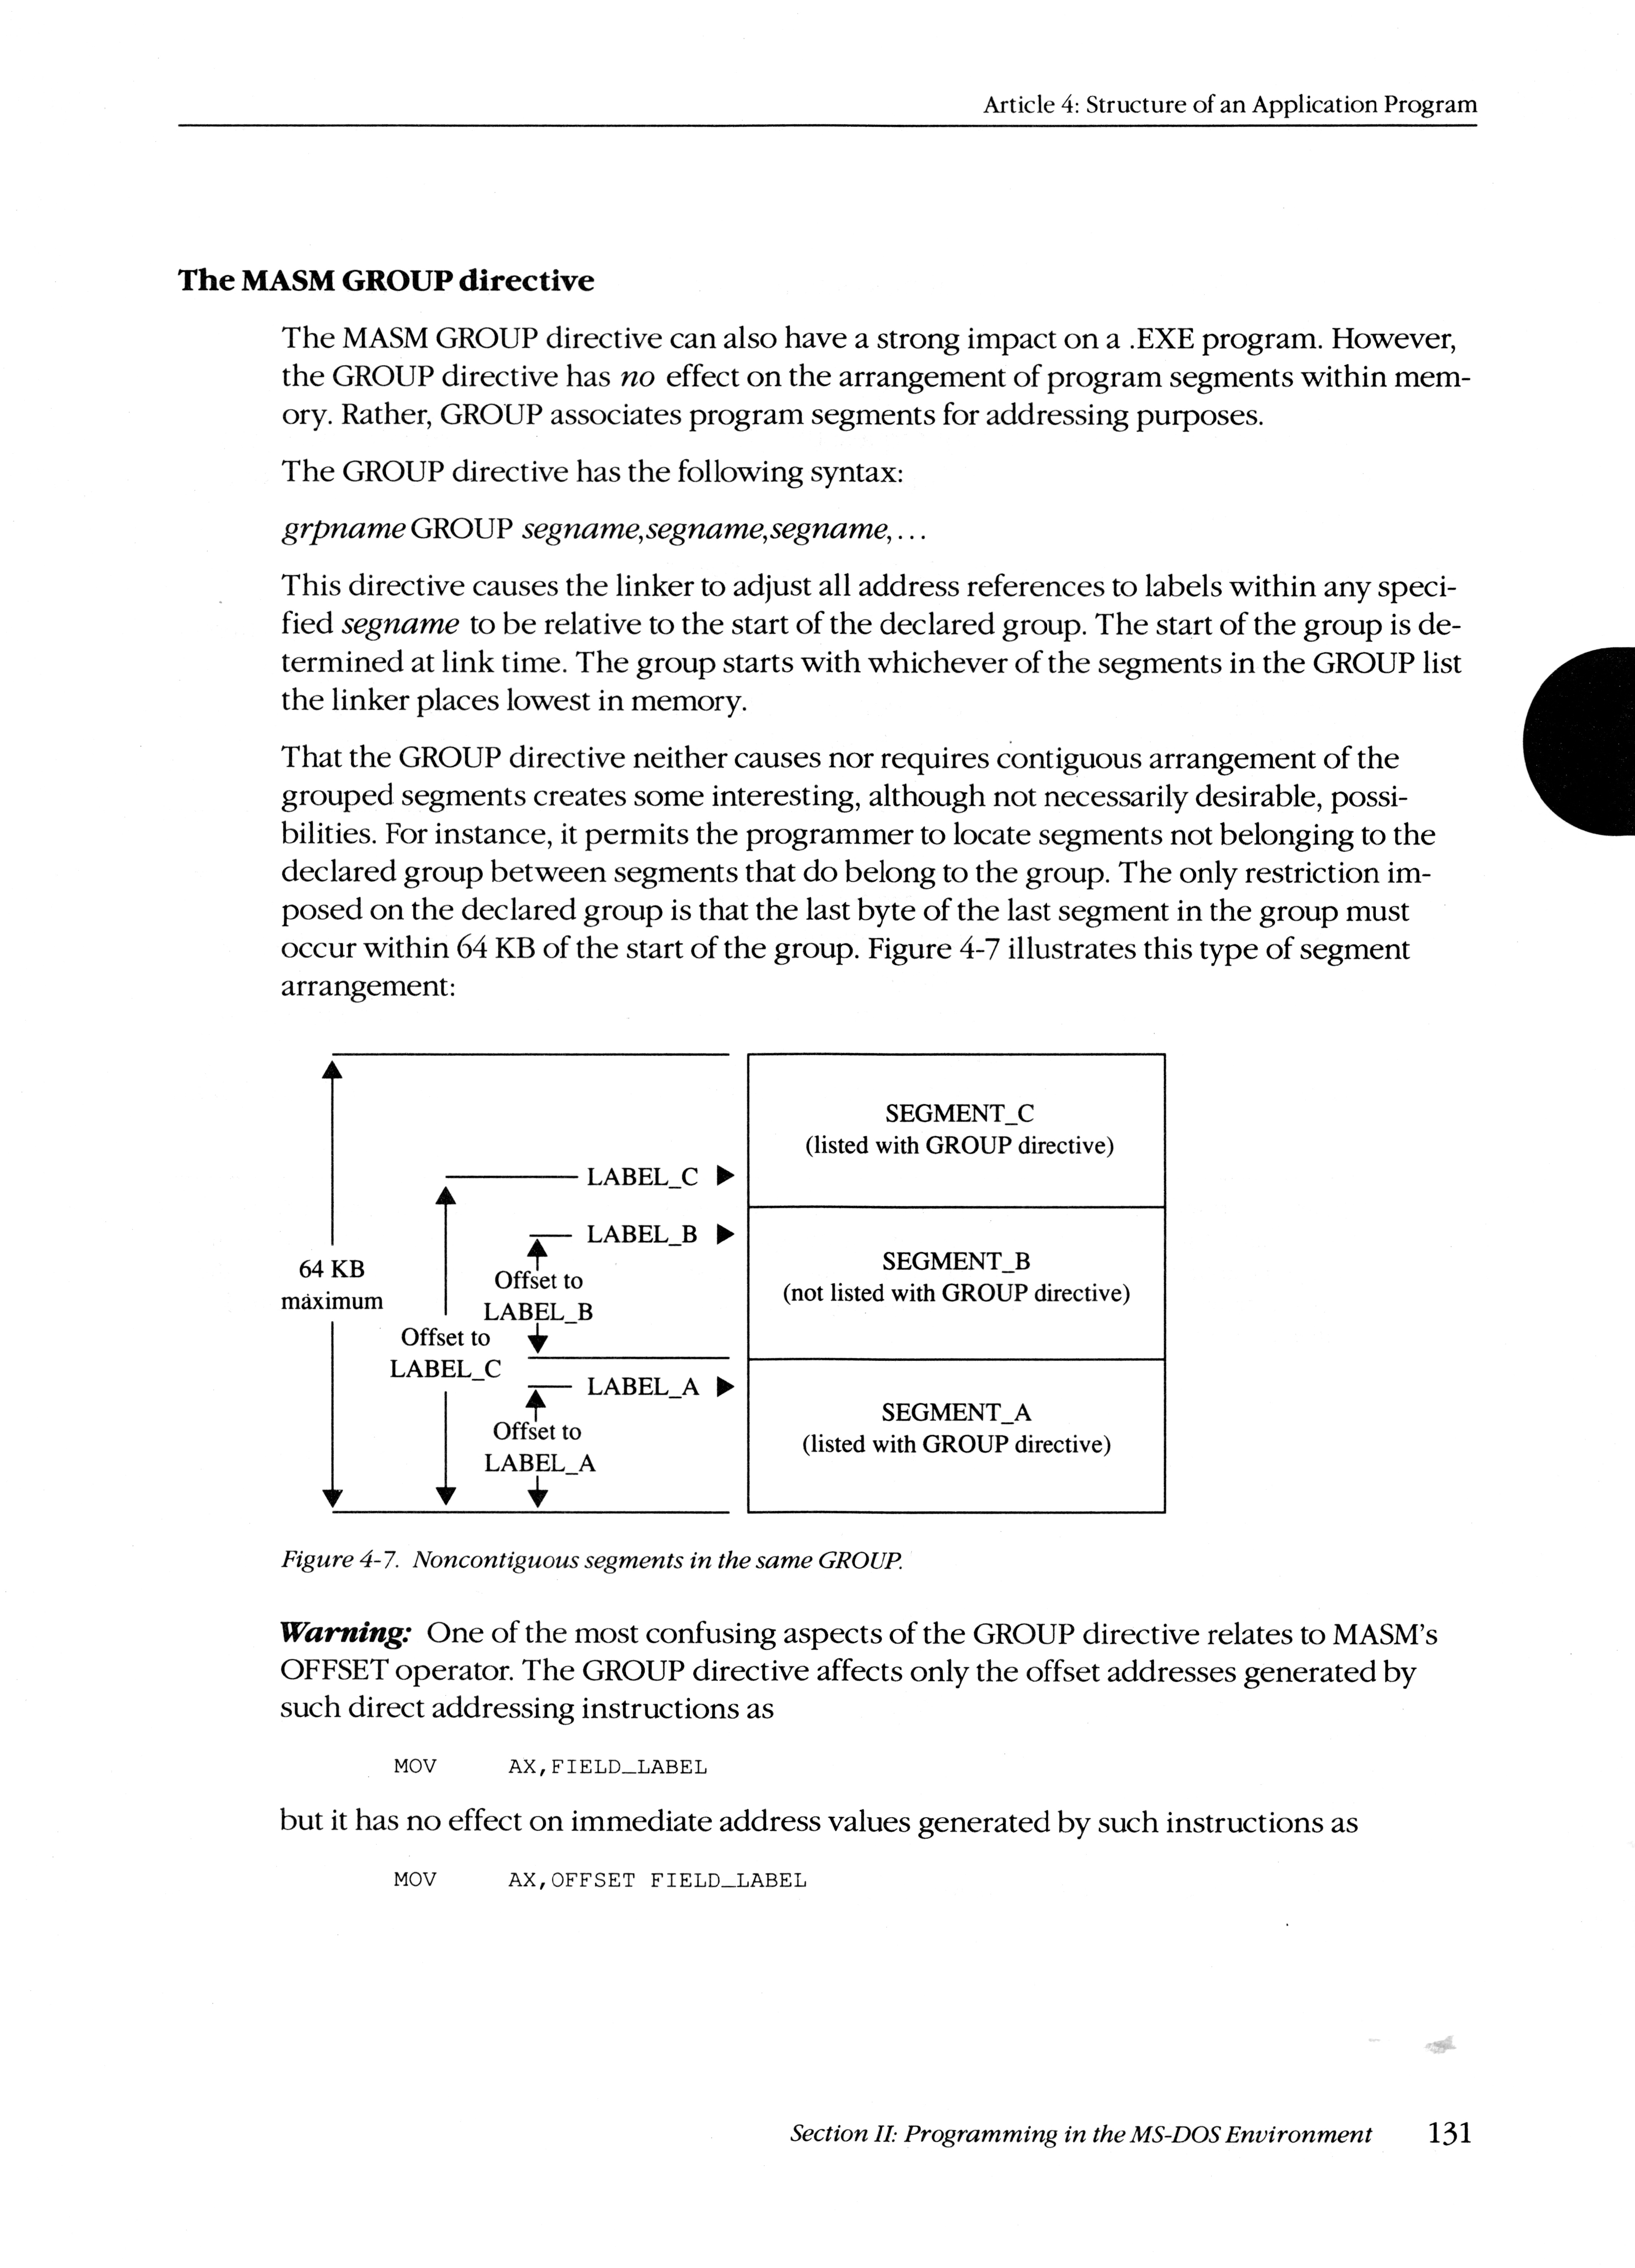 Article 4: Structure of an Application Program
The MASM GROUP directive
The MASM GROUP directive can also have a strong impact on a .EXE program. However,
the GROUP directive has no effect on the arrangement of program segments within mem-
ory. Rather, GROUP associates program segments for addressing purposes.
The GROUP directive has the following syntax:
grpname GROUP segname,segname,segname, . . .
This directive causes the linker to adjust all address references to labels within any speci-
fied segname to be relative to the start of the declared group. The start of the group is de-
termined at link time. The group starts with whichever of the segments in the GROUP list
the linker places lowest in memory.
That the GROUP directive neither causes nor requires contiguous arrangement of the
grouped segments creates some interesting, although not necessarily desirable, possi-
bilities. For instance, it permits the programmer to locate segments not belonging to the
declared group between segments that do belong to the group. The only restriction im-
posed on the declared group is that the last byte of the last segment in the group must
occur within 64 KB of the start of the group. Figure 4-7 illustrates this type of segment
arrangement:
SEGMENT_C
(listed with GROUP directive)
LABEL_C
LABEL_B
SEGMENT_B
(not listed with GROUP directive)
64 KB
maximum
Offset to
LABEL_B
Offset to
LABEL_C
LABEL_A
SEGMENT_A
(listed with GROUP directive)
Offset to
LABEL_A
Figure 4-7. Noncontiguous segments in the same GROUP.
Warning: One of the most confusing aspects of the GROUP directive relates to MASM's
OFFSET operator. The GROUP directive affects only the offset addresses generated by
such direct addressing instructions as
MOV AX,FIELD_LABEL
but it has no effect on immediate address values generated by such instructions as
MOV AX,OFFSET FIELD_LABEL
Section II: Programming in the MS-DOS Environment 131